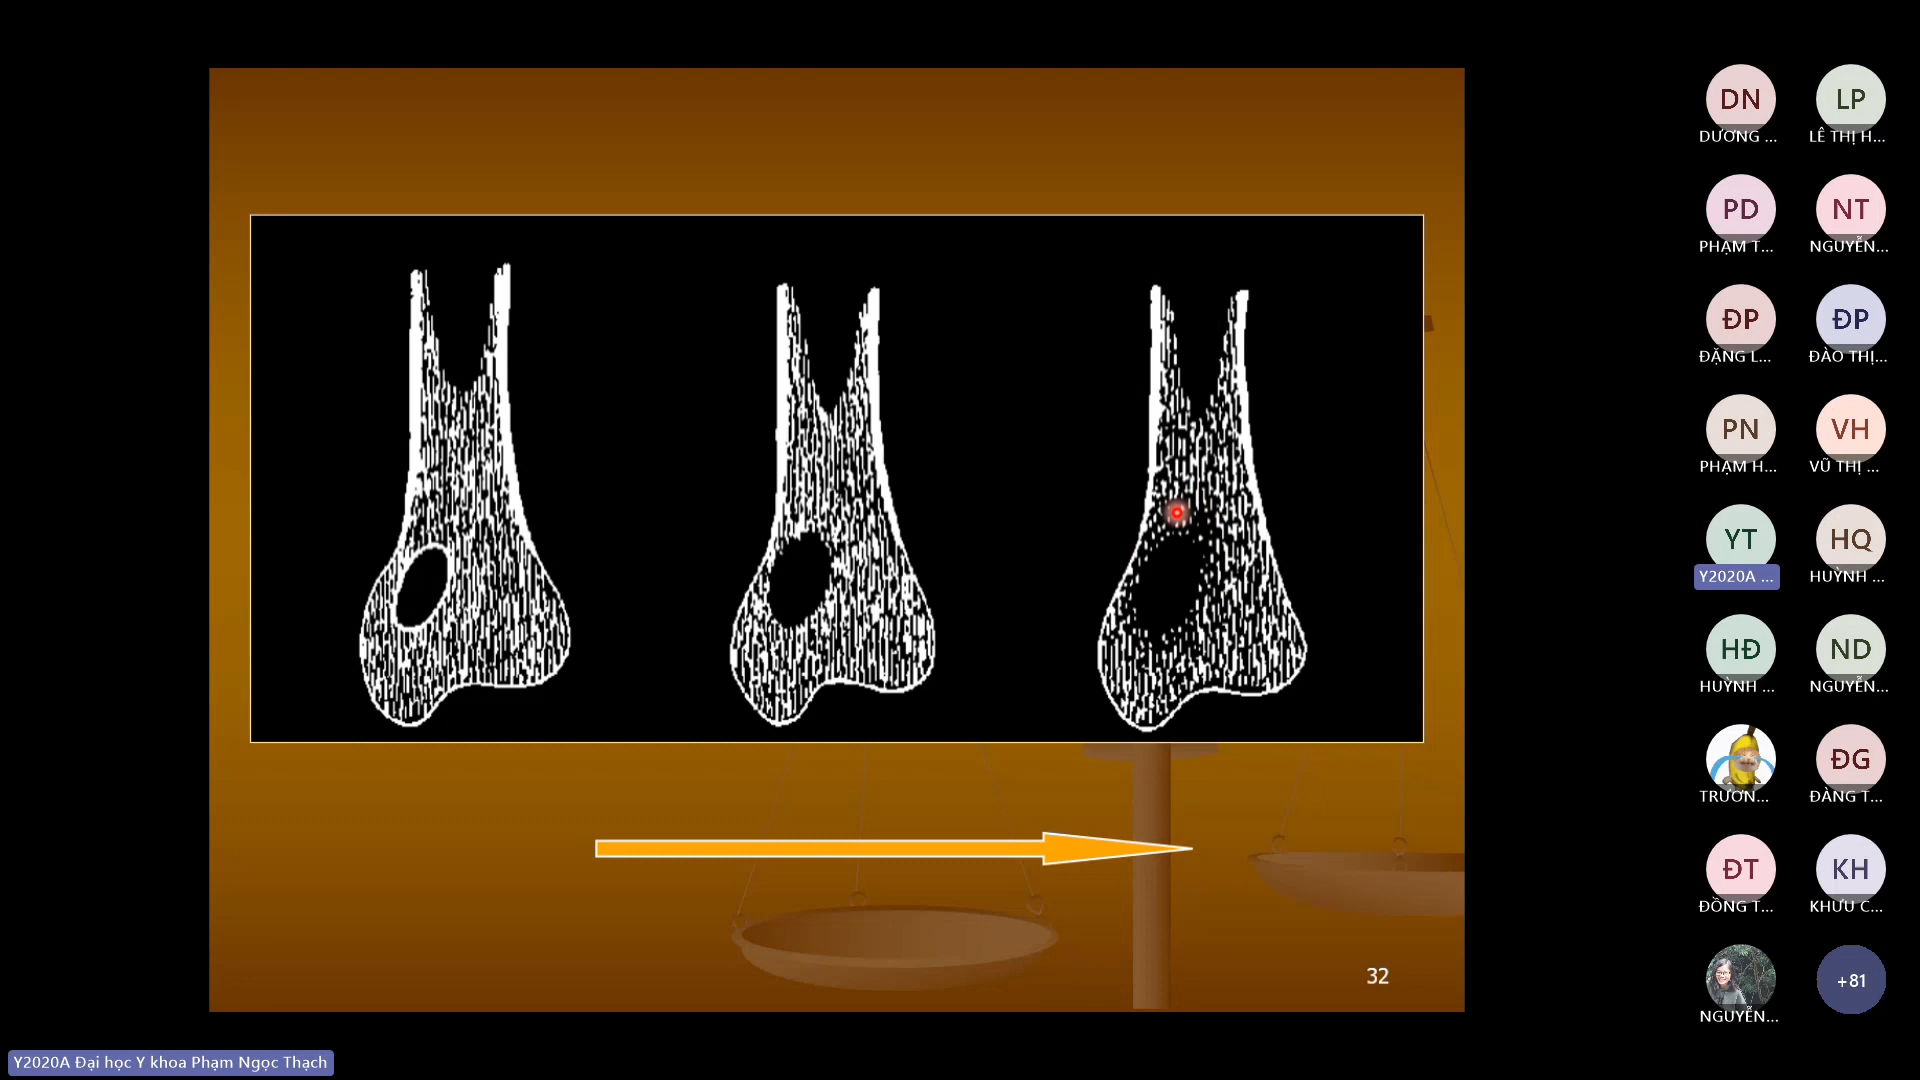 32
DN
LP
DƯƠNG ...
LÊ THỊ H...
PD
NT
PHẠM T...
NGUYỄN...
ĐP
ĐP
ĐẶNG L...
ĐÀO THỊ...
PN
VH
PHẠM H...
VŨ THỊ ...
YT
HQ
Y2020A ...
HUỲNH ...
HĐ
ND
HUỲNH ...
NGUYỄN...
ĐG
TRƯƠN...
ĐÀNG T...
ĐT
KH
ĐỒNG T...
KHƯU C...
+81
NGUYỄN...
Y2020A Đại học Y khoa Phạm Ngọc Thạch